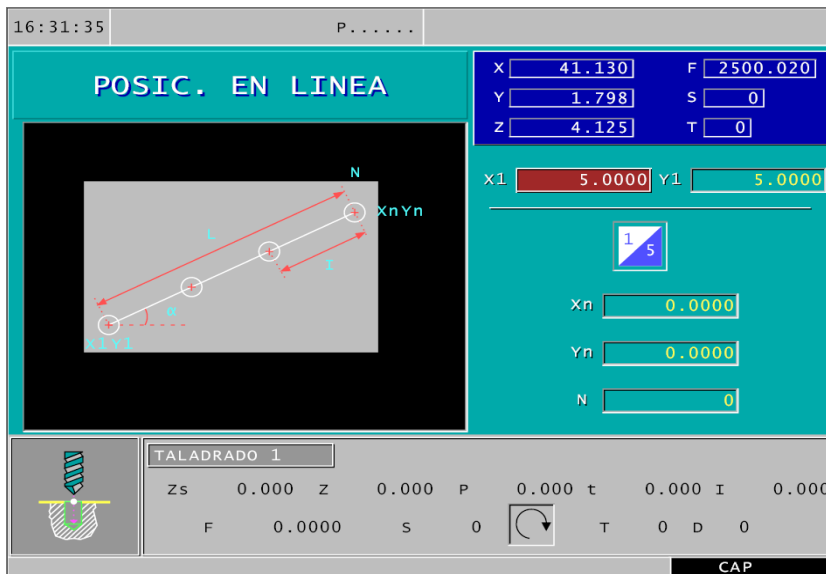 16:31:35 P......
POSIC. EN LINEA
X 41.130 F 2500.020
Y 1.798 S 0
Z 4.125 T 0
N
XnYn
L
I
α
X1Y1
X1 5.0000 Y1 5.0000
1
5
Xn 0.0000
Yn 0.0000
N 0
TALADRADO 1
Zs 0.000 Z 0.000 P 0.000 t 0.000 I 0.000
F 0.0000 S 0 T 0 D 0
CAP